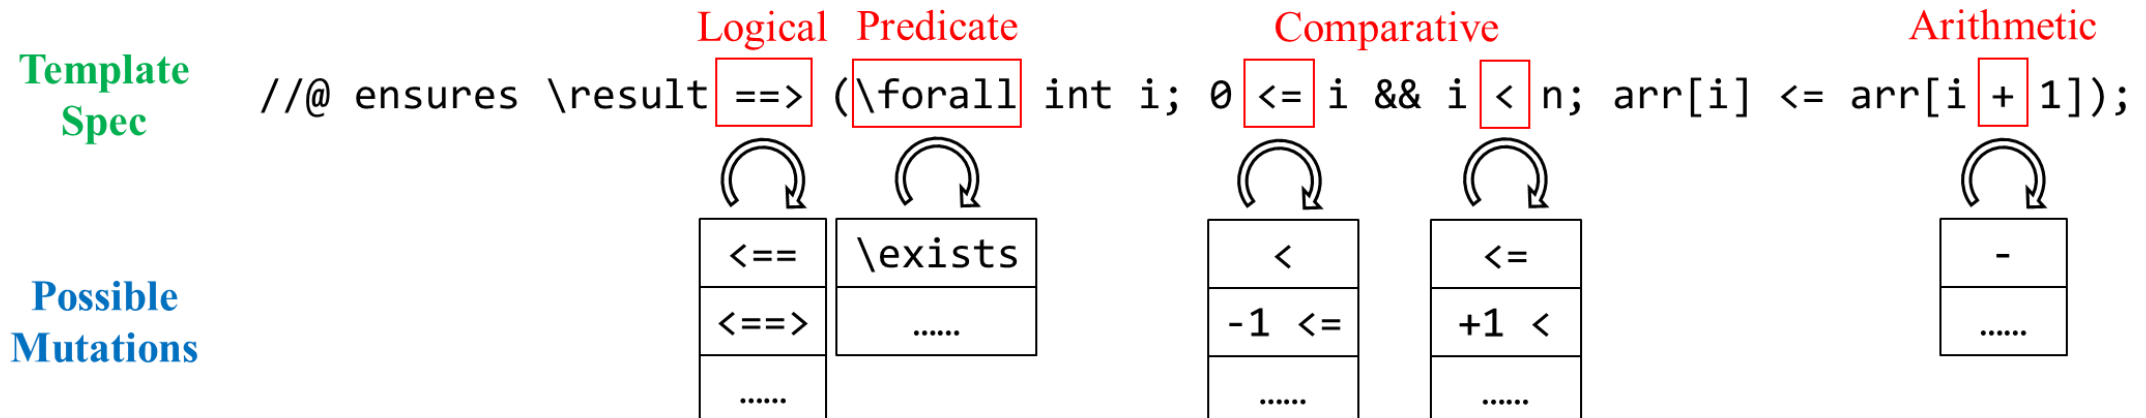 Logical Predicate Comparative Arithmetic
Template
Spec
//@ ensures \result ==> (\forall int i; 0 <= i && i < n; arr[i] <= arr[i + 1]);
Possible
Mutations
<== \exists < <= -
<==> …… -1 <= +1 < ……
…… …… ……